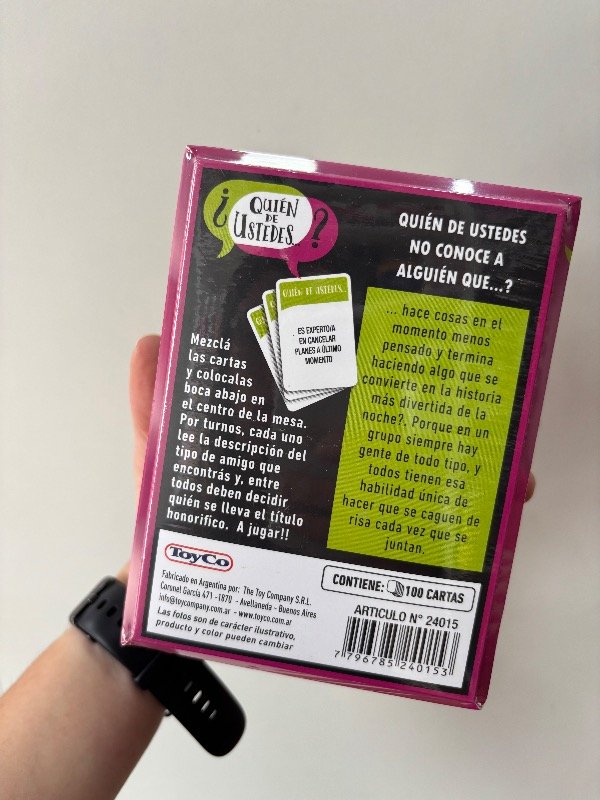 ¿QUIÉN
DE
USTEDES...?
QUIÉN DE USTEDES
NO CONOCE A
ALGUIÉN QUE...?
QUIÉN DE USTEDES...
ES EXPERTO/A
EN CANCELAR
PLANES A ÚLTIMO
MOMENTO
Mezclá
las cartas
y colocalas
boca abajo en
el centro de la mesa.
Por turnos, cada uno
lee la descripción del
tipo de amigo que
encontrás y, entre
todos deben decidir
quién se lleva el título
honorifico. A jugar!!
... hace cosas en el
momento menos
pensado y termina
haciendo algo que se
convierte en la historia
más divertida de la
noche?. Porque en un
grupo siempre hay
gente de todo tipo, y
todos tienen esa
habilidad única de
hacer que se caguen de
risa cada vez que se
juntan.
ToyCo
Fabricado en Argentina por: The Toy Company S.R.L.
Coronel García 471 -1870 - Avellaneda - Buenos Aires
info@toycompany.com.ar - www.toyco.com.ar
Las fotos son de carácter ilustrativo,
producto y color pueden cambiar
CONTIENE: 100 CARTAS
ARTICULO N° 24015
7 796785 240153